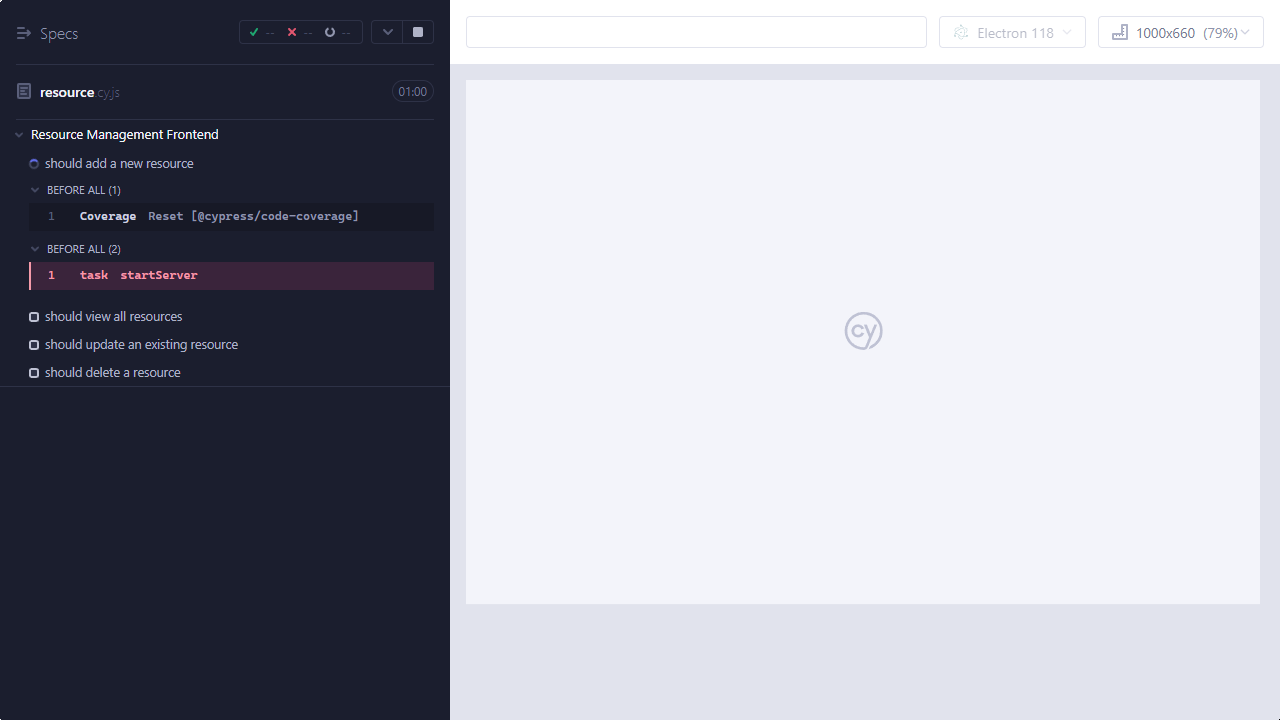 Specs
-- -- --
resource.cy.js 01:00
Resource Management Frontend
should add a new resource
BEFORE ALL (1)
1 Coverage Reset [@cypress/code-coverage]
BEFORE ALL (2)
1 task startServer
should view all resources
should update an existing resource
should delete a resource
Electron 118
1000x660 (79%)
cy